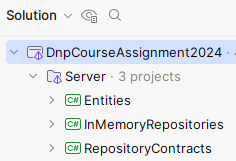 Solution
DnpCourseAssignment2024
Server · 3 projects
C# Entities
C# InMemoryRepositories
C# RepositoryContracts